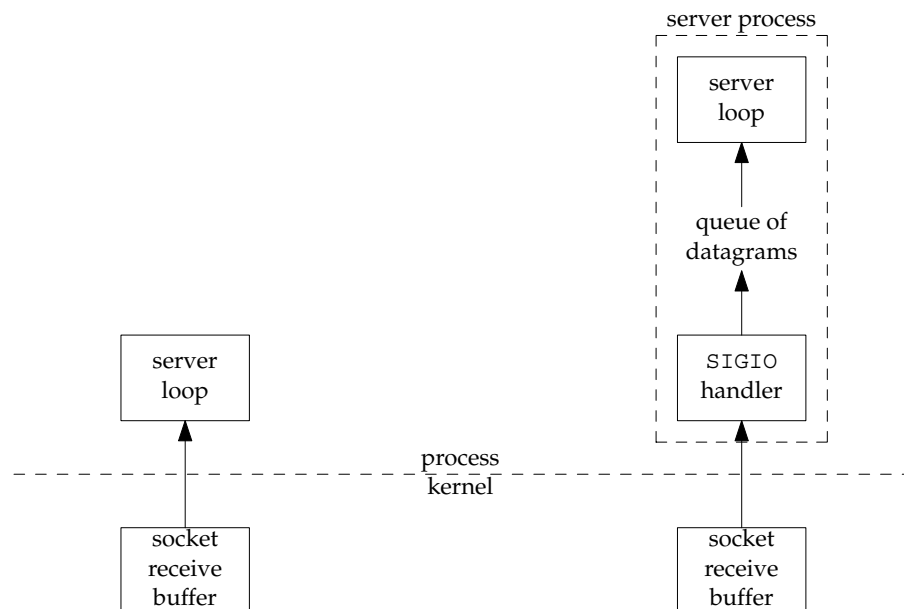 server process
server
loop
queue of
datagrams
server
loop
SIGIO
handler
process
kernel
socket
receive
buffer
socket
receive
buffer